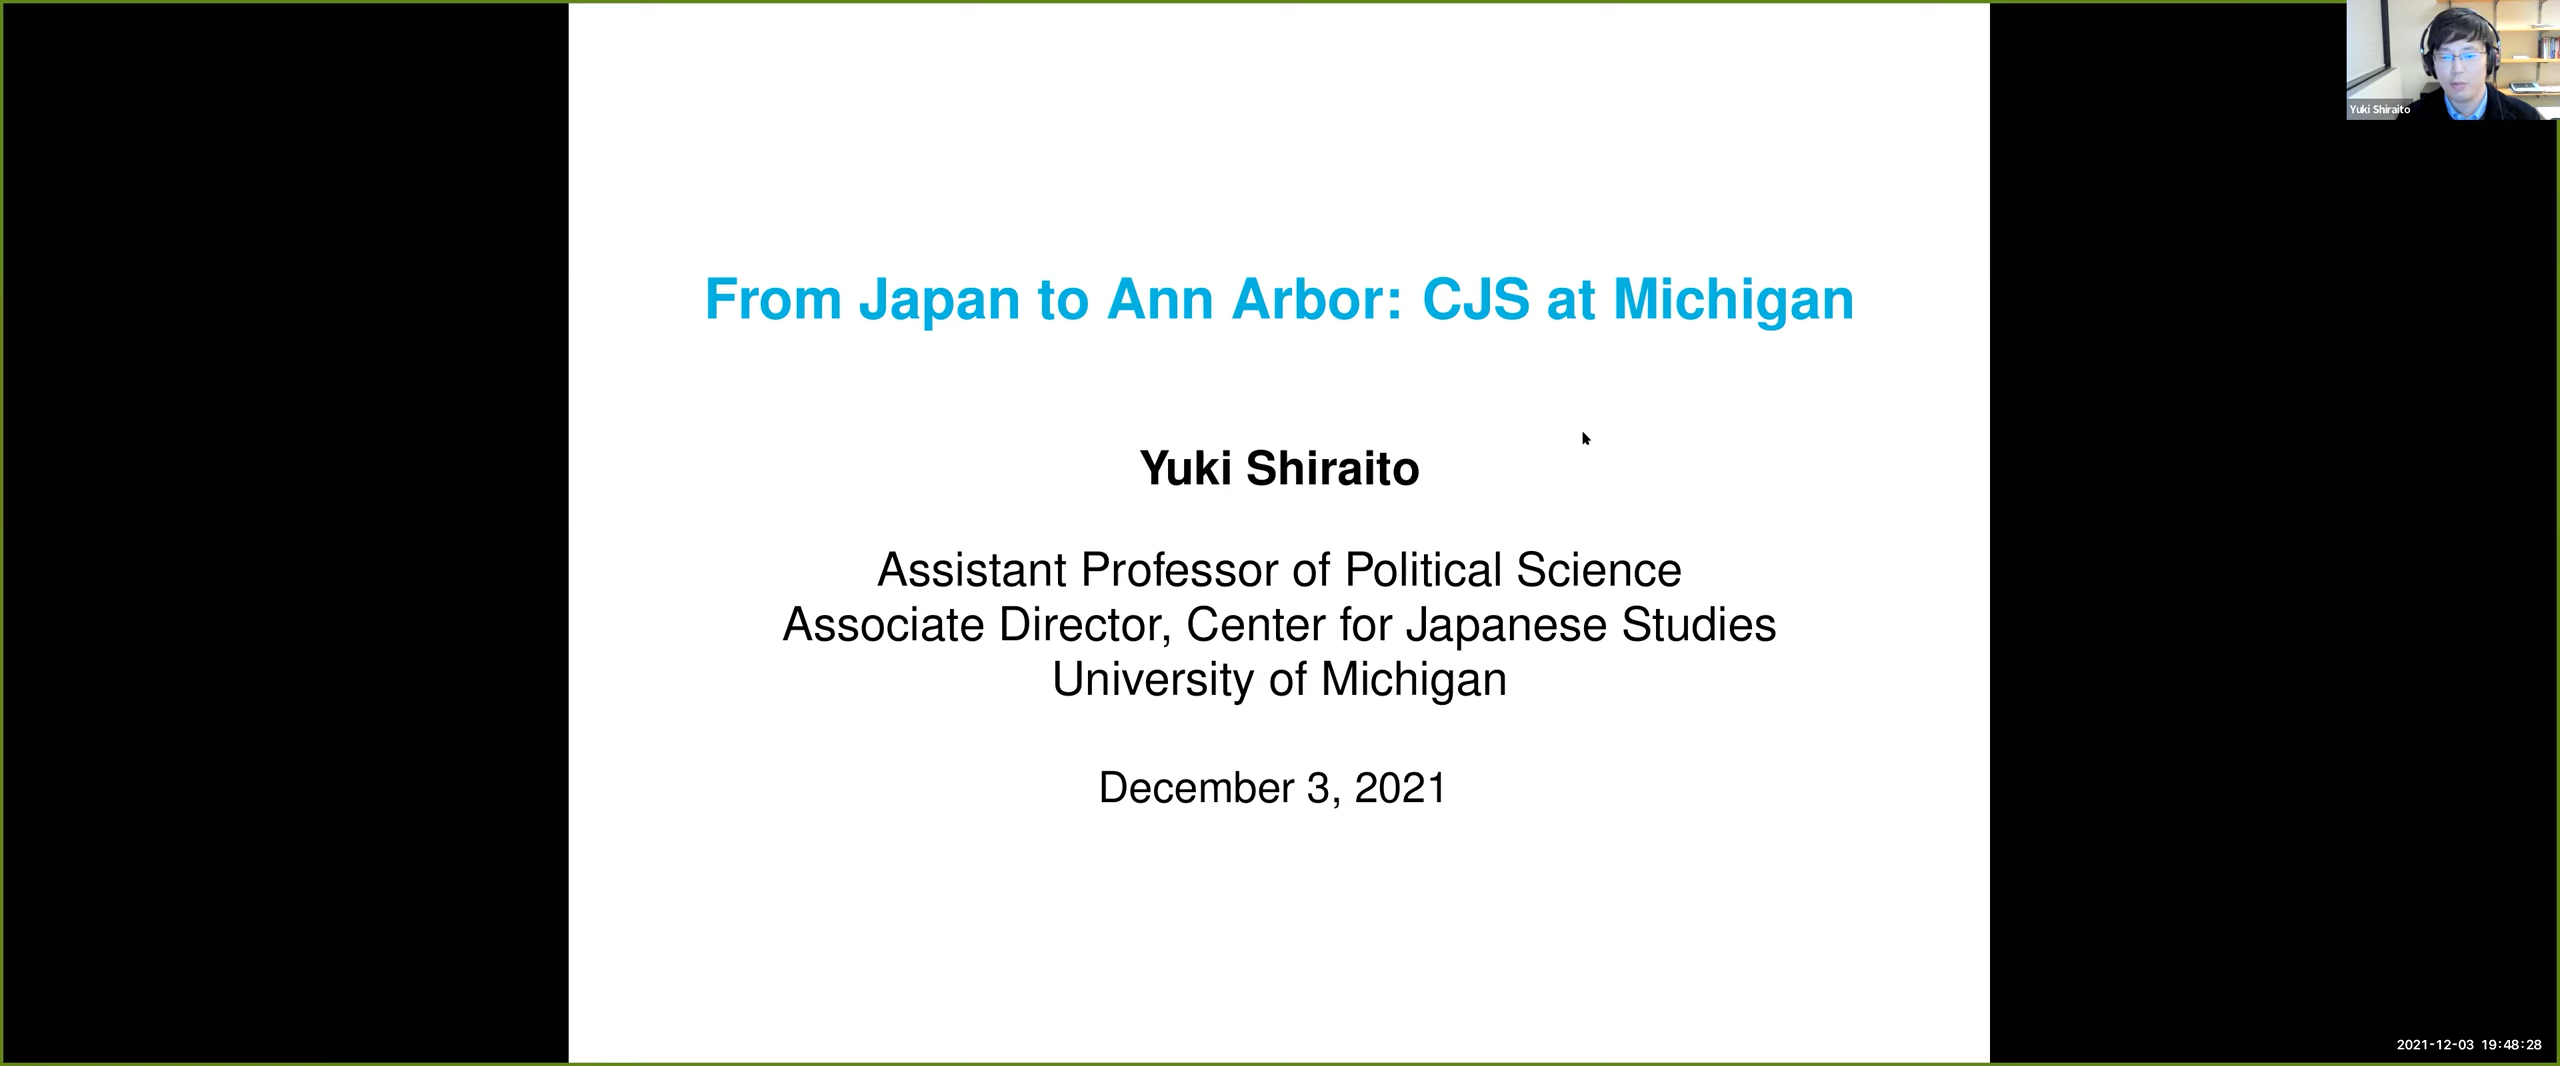 From Japan to Ann Arbor: CJS at Michigan
Yuki Shiraito
Assistant Professor of Political Science
Associate Director, Center for Japanese Studies
University of Michigan
December 3, 2021
Yuki Shiraito
2021-12-03 19:48:28